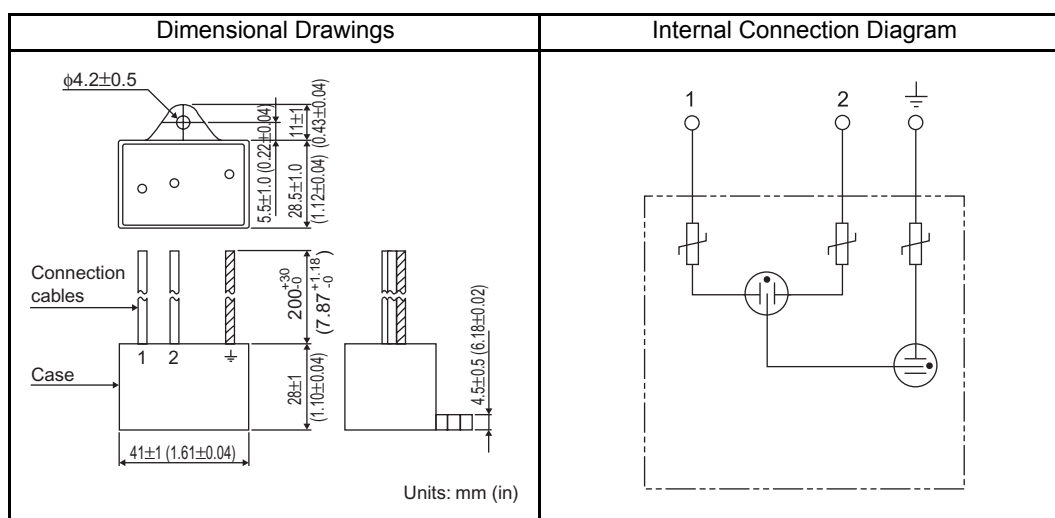 Dimensional Drawings
Internal Connection Diagram
φ4.2±0.5
5.5±1.0 (0.22±0.04)
11±1
(0.43±0.04)
28.5±1.0
(1.12±0.04)
Connection
cables
200 +30 -0
(7.87 +1.18 -0)
1 2 ⏚
Case
28±1
(1.10±0.04)
4.5±0.5 (6.18±0.02)
41±1 (1.61±0.04)
Units: mm (in)
1 2 ⏚